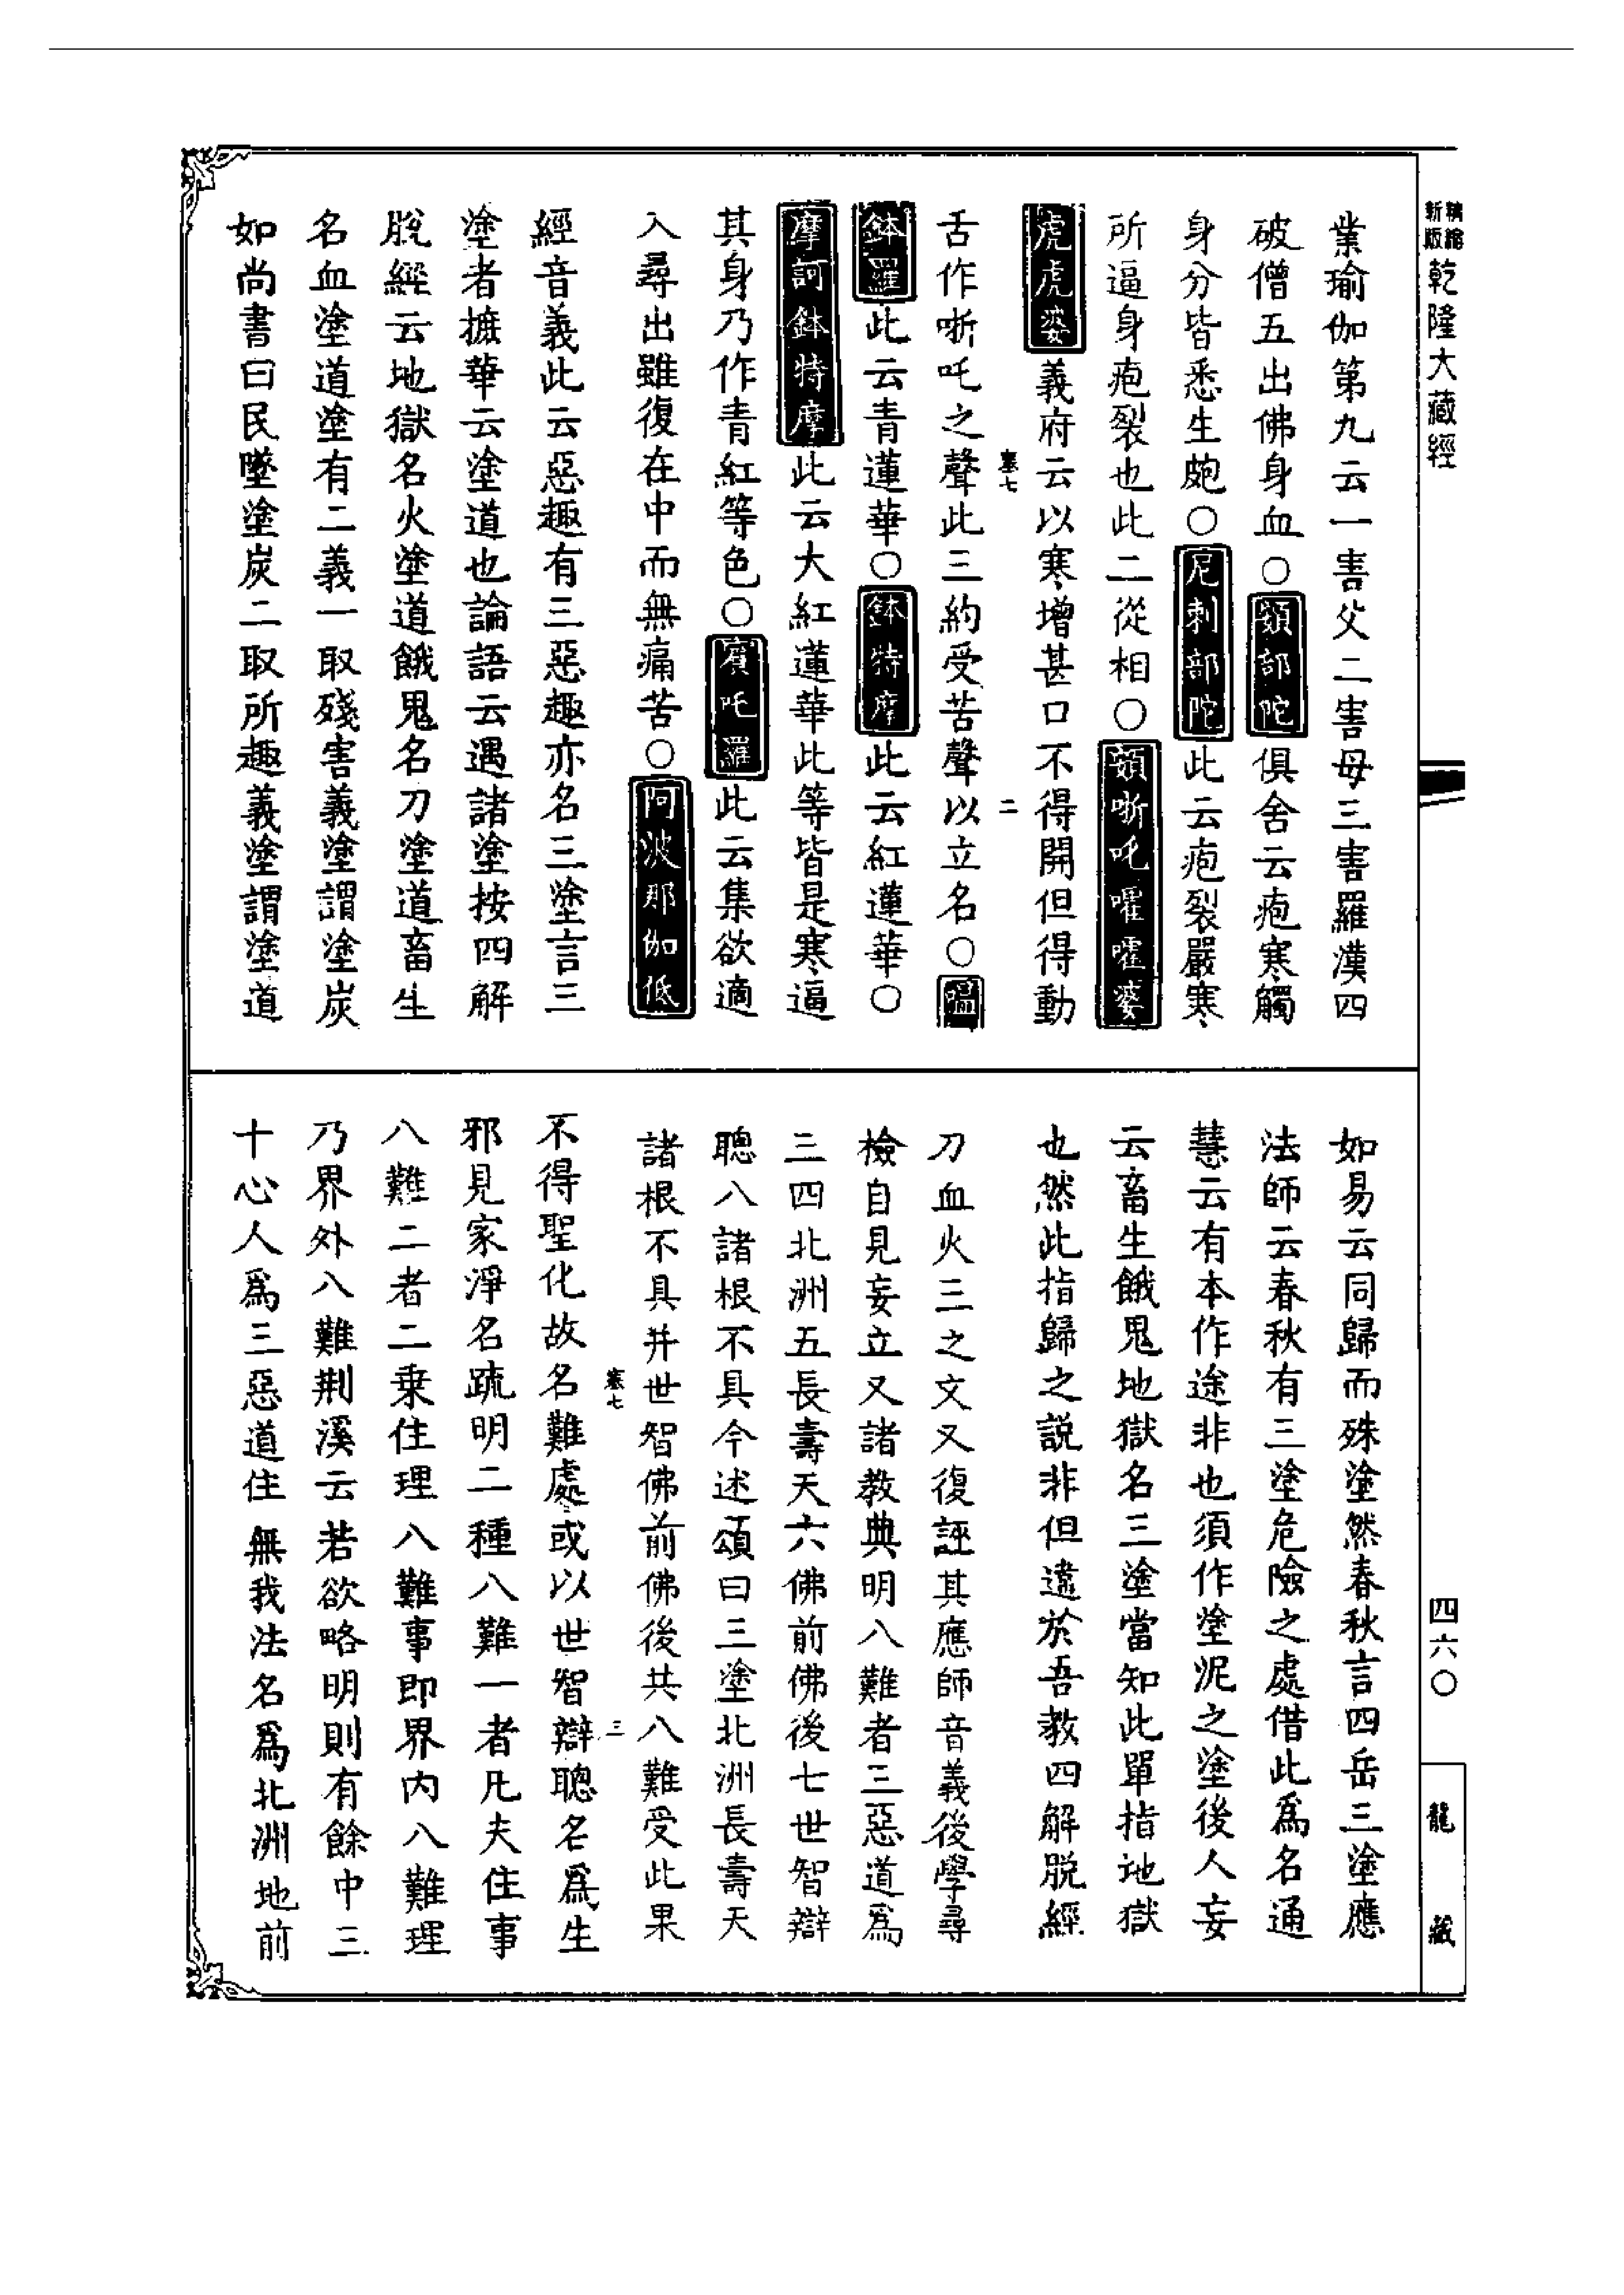 精縮新版乾隆大藏經
四六〇
龍藏
業瑜伽第九云一害父二害母三害羅漢四
破僧五出佛身血○頞部陀俱舍云疱寒觸
身分皆悉生皰○尼剌部陀此云疱裂嚴寒
所逼身疱裂也此二從相○頞哳吒嚯嚯婆
虎虎婆義府云以寒增甚口不得開但得動
卷七 二
舌作哳吒之聲此三約受苦聲以立名○嗢
鉢羅此云青蓮華○鉢特摩此云紅蓮華○
摩訶鉢特摩此云大紅蓮華此等皆是寒逼
其身乃作青紅等色○賓吒羅此云集欲適
入尋出雖復在中而無痛苦○阿波那伽低
經音義此云惡趣有三惡趣亦名三塗言三
塗者摭華云塗道也論語云遇諸塗按四解
脫經云地獄名火塗道餓鬼名刀塗道畜生
名血塗道塗有二義一取殘害義塗謂塗炭
如尚書曰民墜塗炭二取所趣義塗謂塗道
如易云同歸而殊塗然春秋言四岳三塗應
法師云春秋有三塗危險之處借此為名通
慧云有本作途非也須作塗泥之塗後人妄
云畜生餓鬼地獄名三塗當知此單指地獄
也然此指歸之說非但違於吾教四解脫經
刀血火三之文又復誣其應師音義後學尋
檢自見妄立又諸教典明八難者三惡道為
三四北洲五長壽天六佛前佛後七世智辯
聰八諸根不具今述頌曰三塗北洲長壽天
諸根不具并世智佛前佛後共八難受此果
卷七 三
不得聖化故名難處或以世智辯聰名為生
邪見家淨名疏明二種八難一者凡夫住事
八難二者二乘住理八難事即界內八難理
乃界外八難荆溪云若欲略明則有餘中三
十心人為三惡道住無我法名為北洲地前